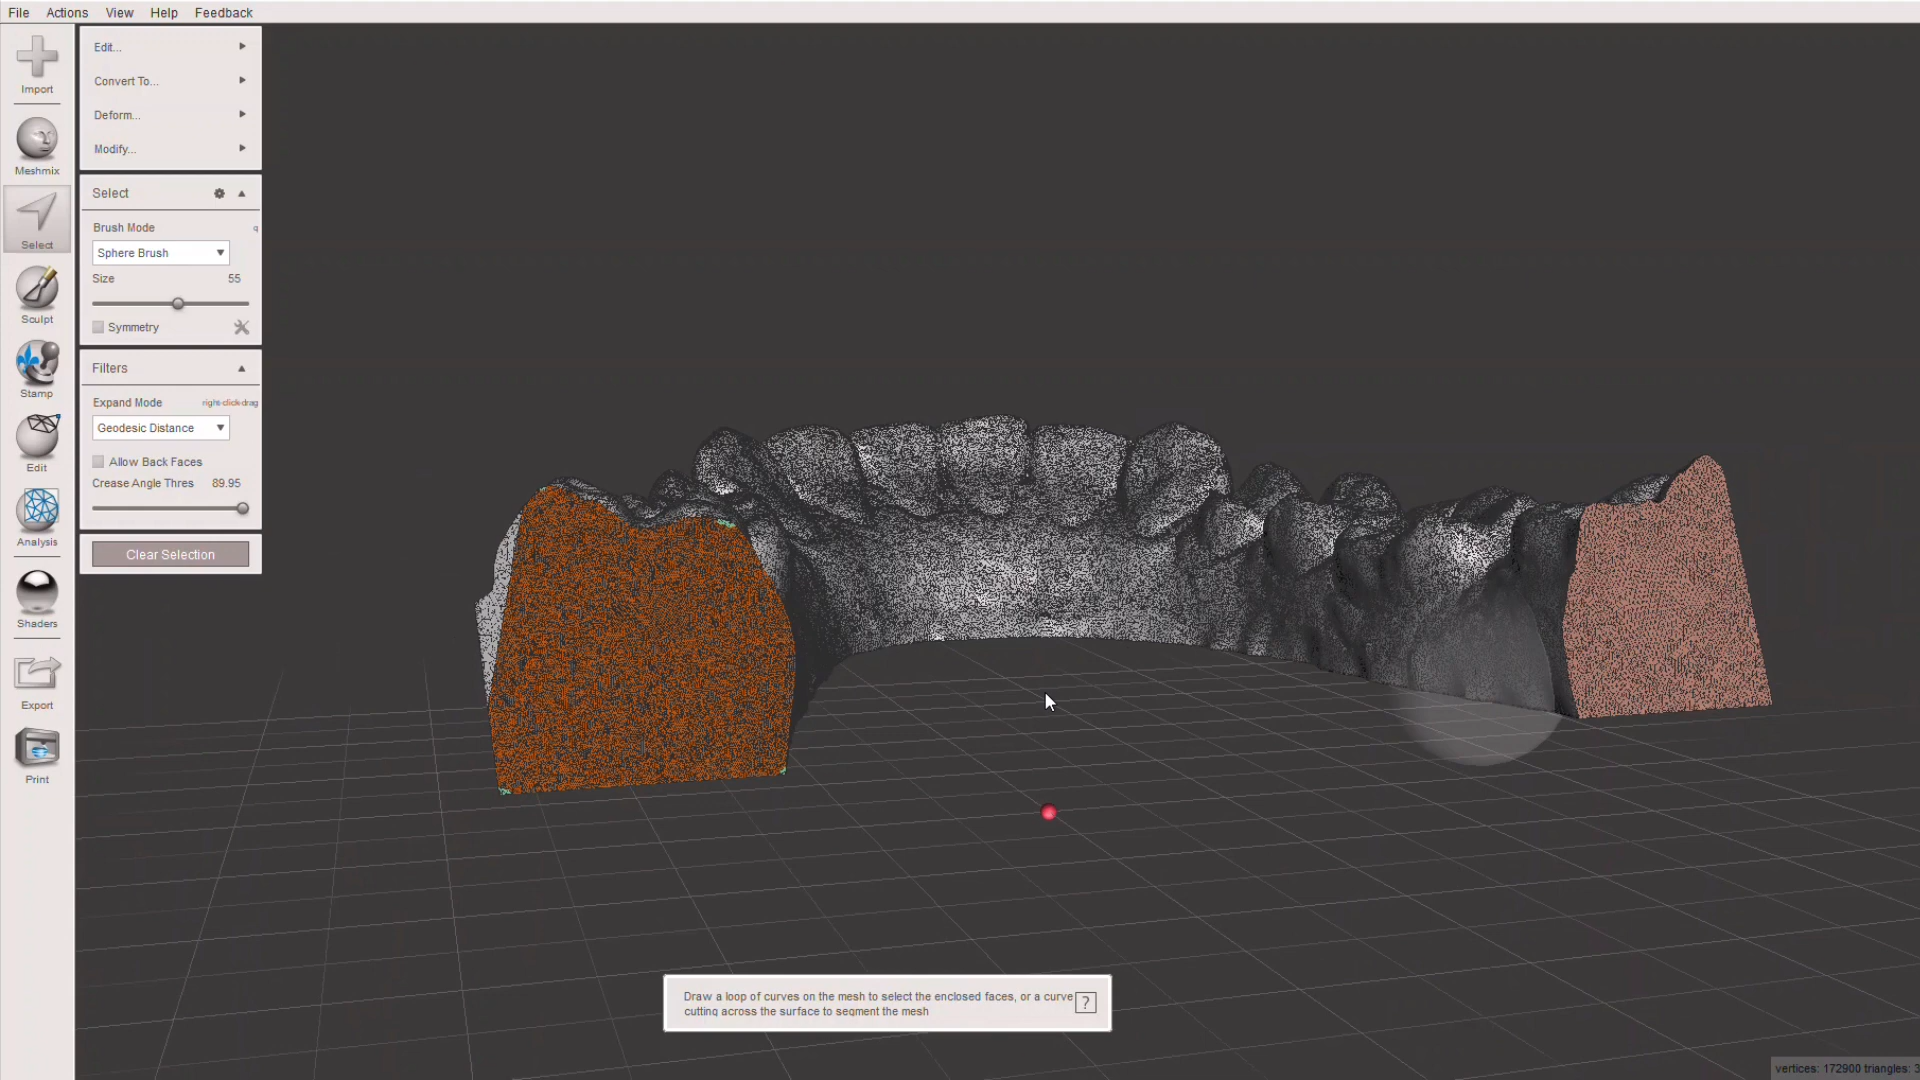 File Actions View Help Feedback
Import
Meshmix
Select
Sculpt
Stamp
Edit
Analysis
Shaders
Export
Print
Edit...
Convert To...
Deform...
Modify...
Select
Brush Mode q
Sphere Brush
Size 55
Symmetry
Filters
Expand Mode right-click-drag
Geodesic Distance
Allow Back Faces
Crease Angle Thres 89.95
Clear Selection
Draw a loop of curves on the mesh to select the enclosed faces, or a curve
cutting across the surface to segment the mesh
?
vertices: 172900 triangles: 3